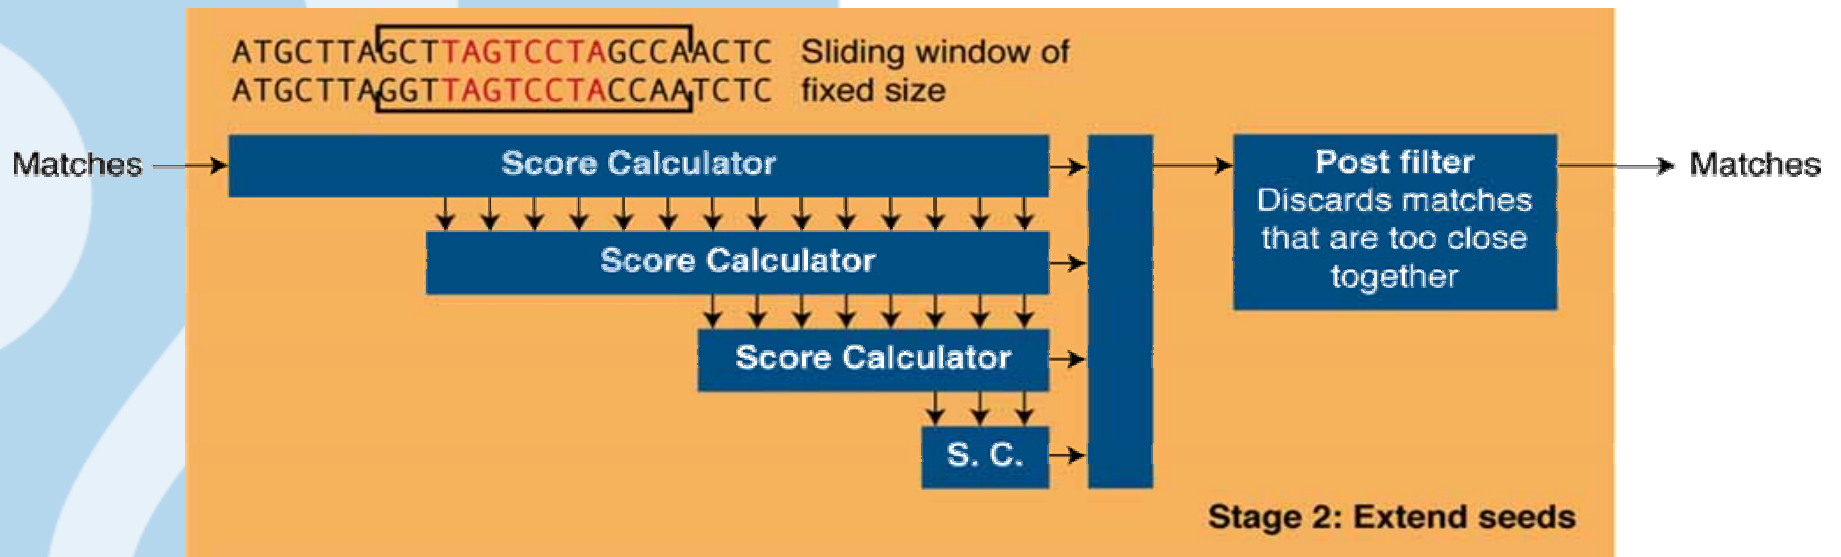 ATGCTTAGCTTAGTCCTAGCCAACTC Sliding window of
ATGCTTAGGTTAGTCCTACCAATCTC fixed size
Matches
Score Calculator
Post filter
Discards matches
that are too close
together
Matches
Score Calculator
Score Calculator
S. C.
Stage 2: Extend seeds